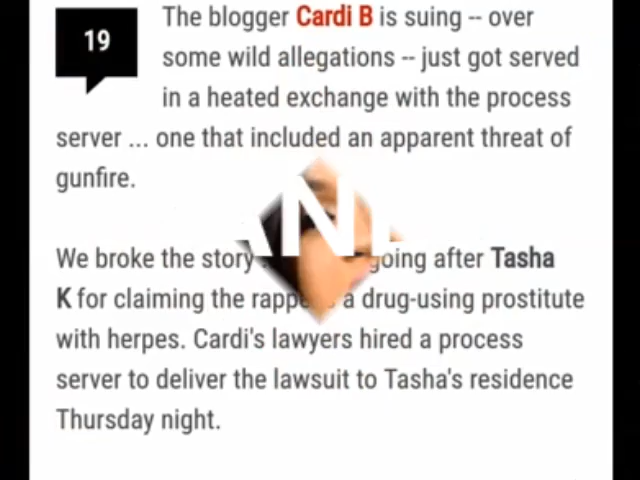 19
The blogger Cardi B is suing -- over
some wild allegations -- just got served
in a heated exchange with the process
server ... one that included an apparent threat of
gunfire.
We broke the story going after Tasha
K for claiming the a drug-using prostitute
with herpes. Cardi's lawyers hired a process
server to deliver the lawsuit to Tasha's residence
Thursday night.